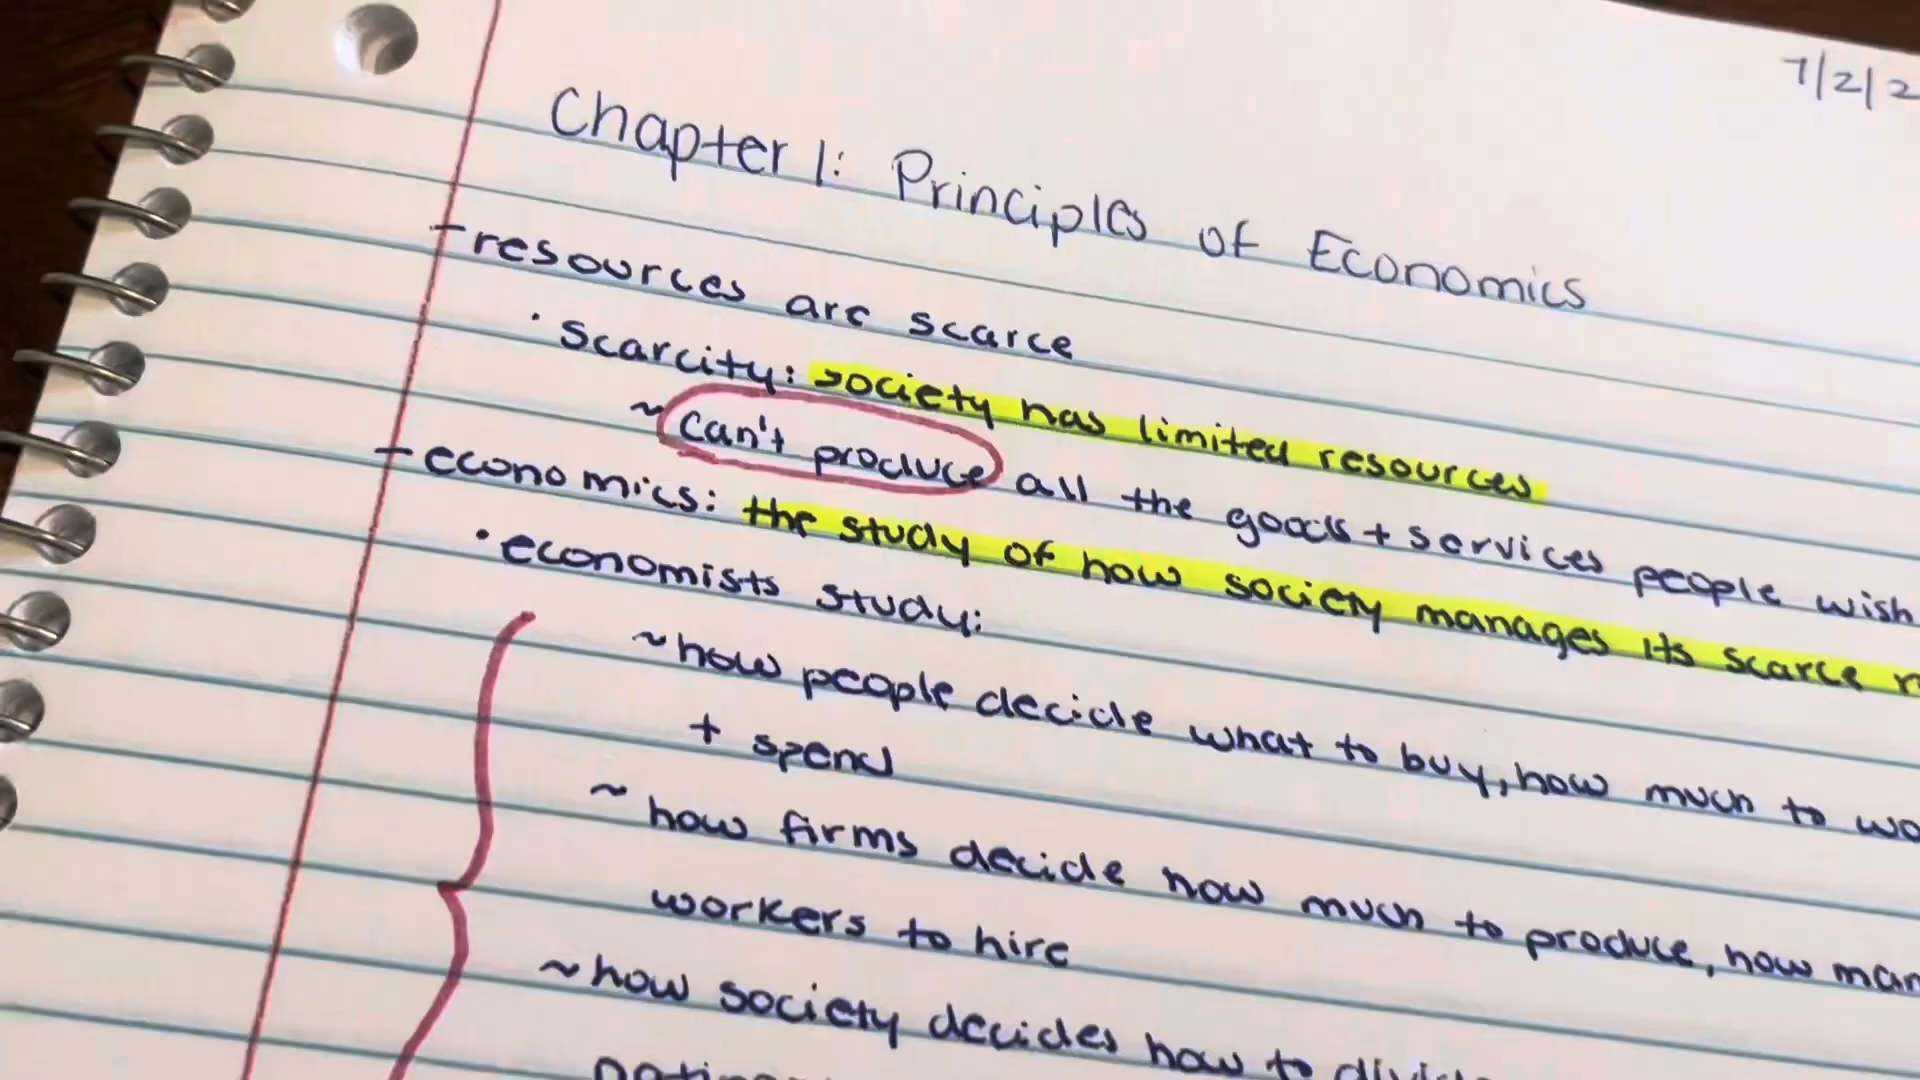 7/2/2
Chapter 1: Principles of Economics
- resources are scarce
· scarcity: society has limited resources
~ can't produce all the goods + services people wish
- economics: the study of how society manages its scarce
· economists study:
~ how people decide what to buy, how much to
+ spend
~ how firms decide how much to produce, how
workers to hire
~ how society decides how to